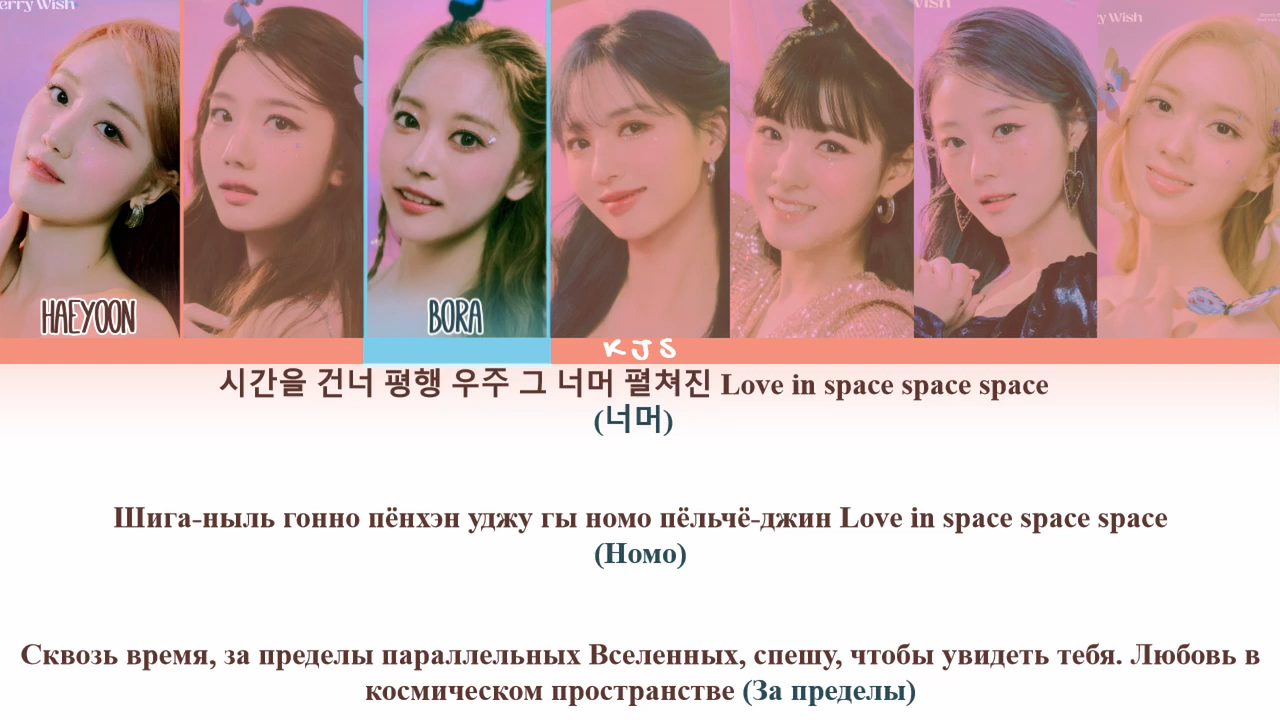 erry Wish
wish
y Wish
HAEYOON
BORA
KJS
시간을 건너 평행 우주 그 너머 펼쳐진 Love in space space space
(너머)
Шига-ныль гонно пёнхэн уджу гы номо пёльчё-джин Love in space space space
(Номо)
Сквозь время, за пределы параллельных Вселенных, спешу, чтобы увидеть тебя. Любовь в
космическом пространстве (За пределы)